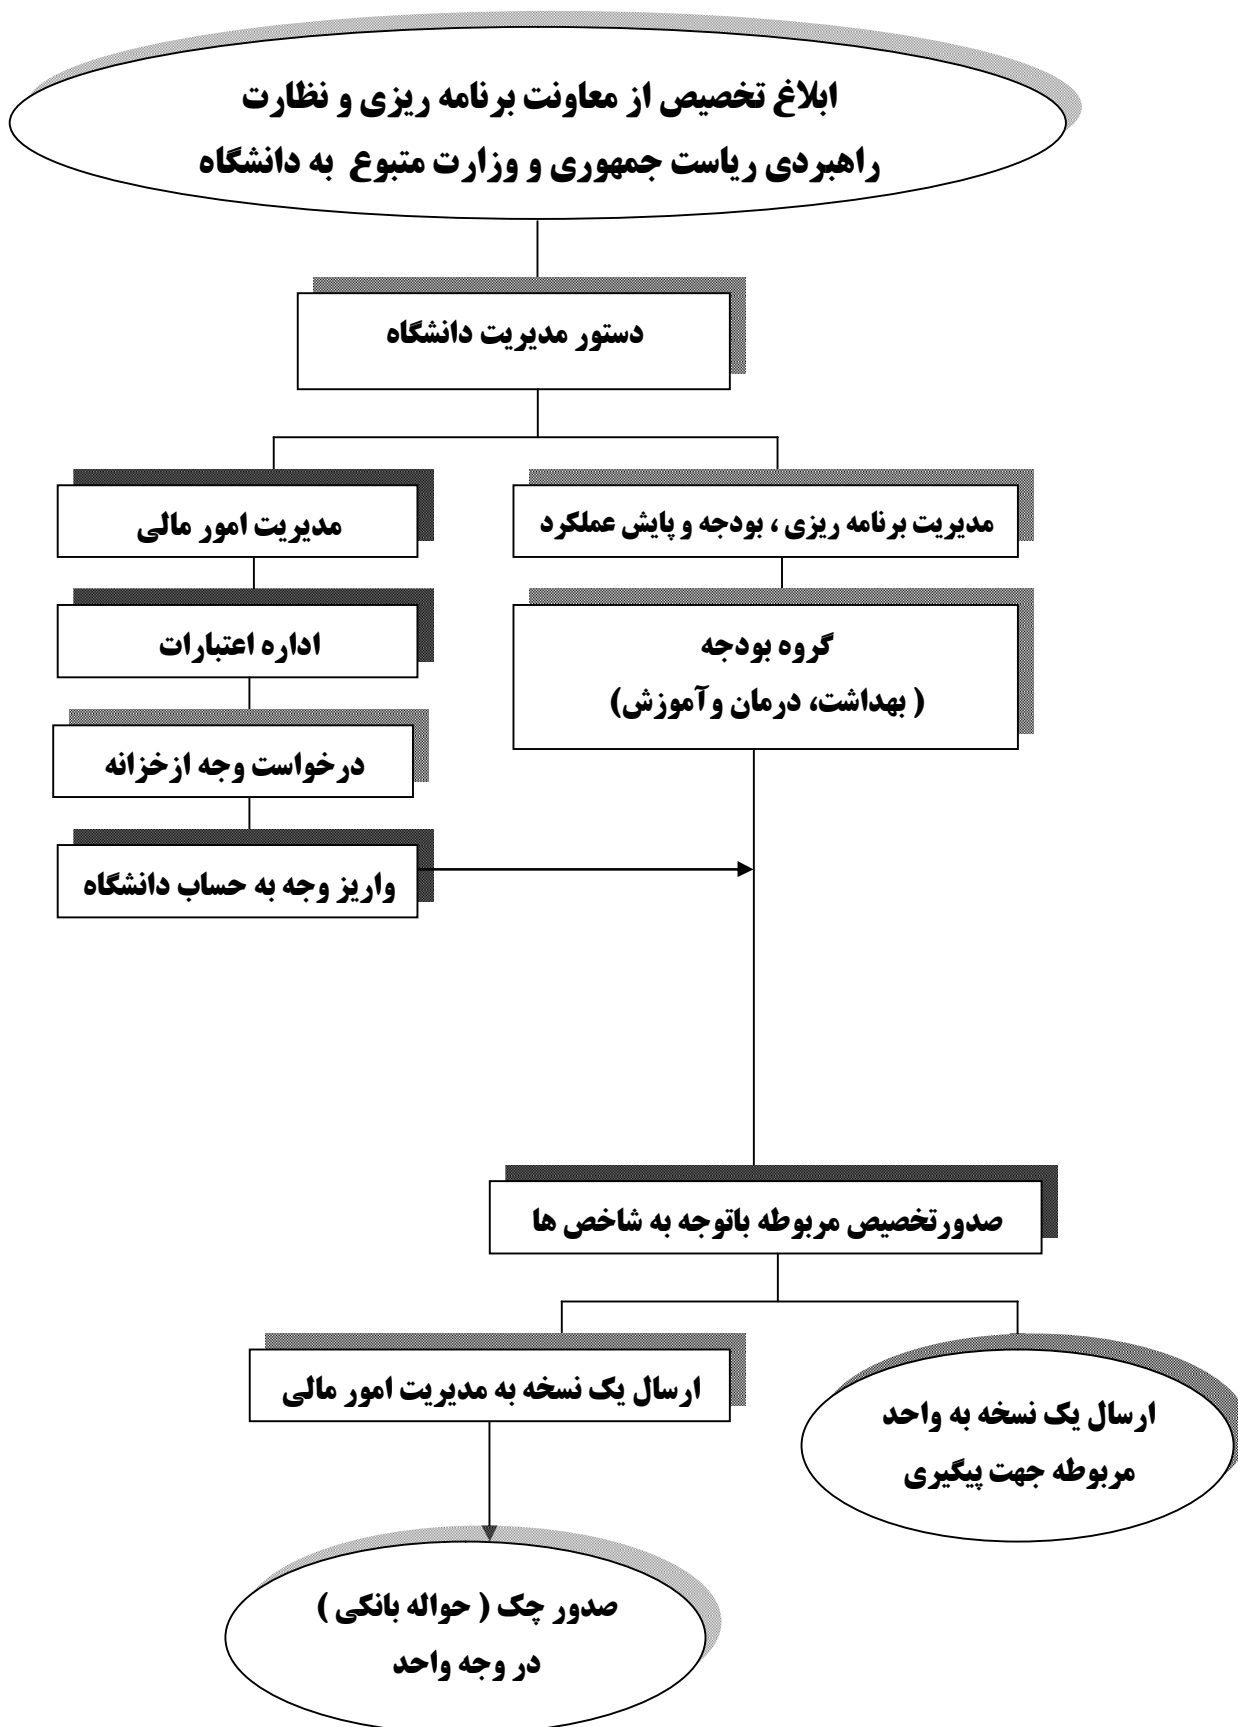 ابلاغ تخصیص از معاونت برنامه ریزی و نظارت
راهبردی ریاست جمهوری و وزارت متبوع به دانشگاه
دستور مدیریت دانشگاه
مدیریت برنامه ریزی ، بودجه و پایش عملکرد
مدیریت امور مالی
گروه بودجه
( بهداشت، درمان وآموزش)
اداره اعتبارات
درخواست وجه ازخزانه
واریز وجه به حساب دانشگاه
صدورتخصیص مربوطه باتوجه به شاخص ها
ارسال یک نسخه به واحد
مربوطه جهت پیگیری
ارسال یک نسخه به مدیریت امور مالی
صدور چک ( حواله بانکی )
در وجه واحد